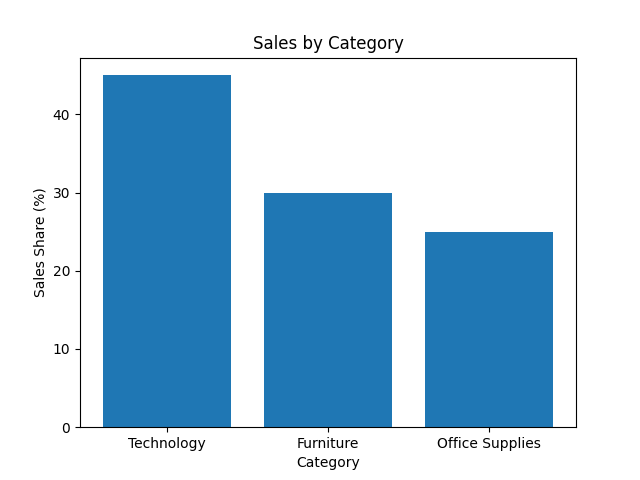 Sales by Category
Sales Share (%)
40
30
20
10
0
Technology
Furniture
Office Supplies
Category